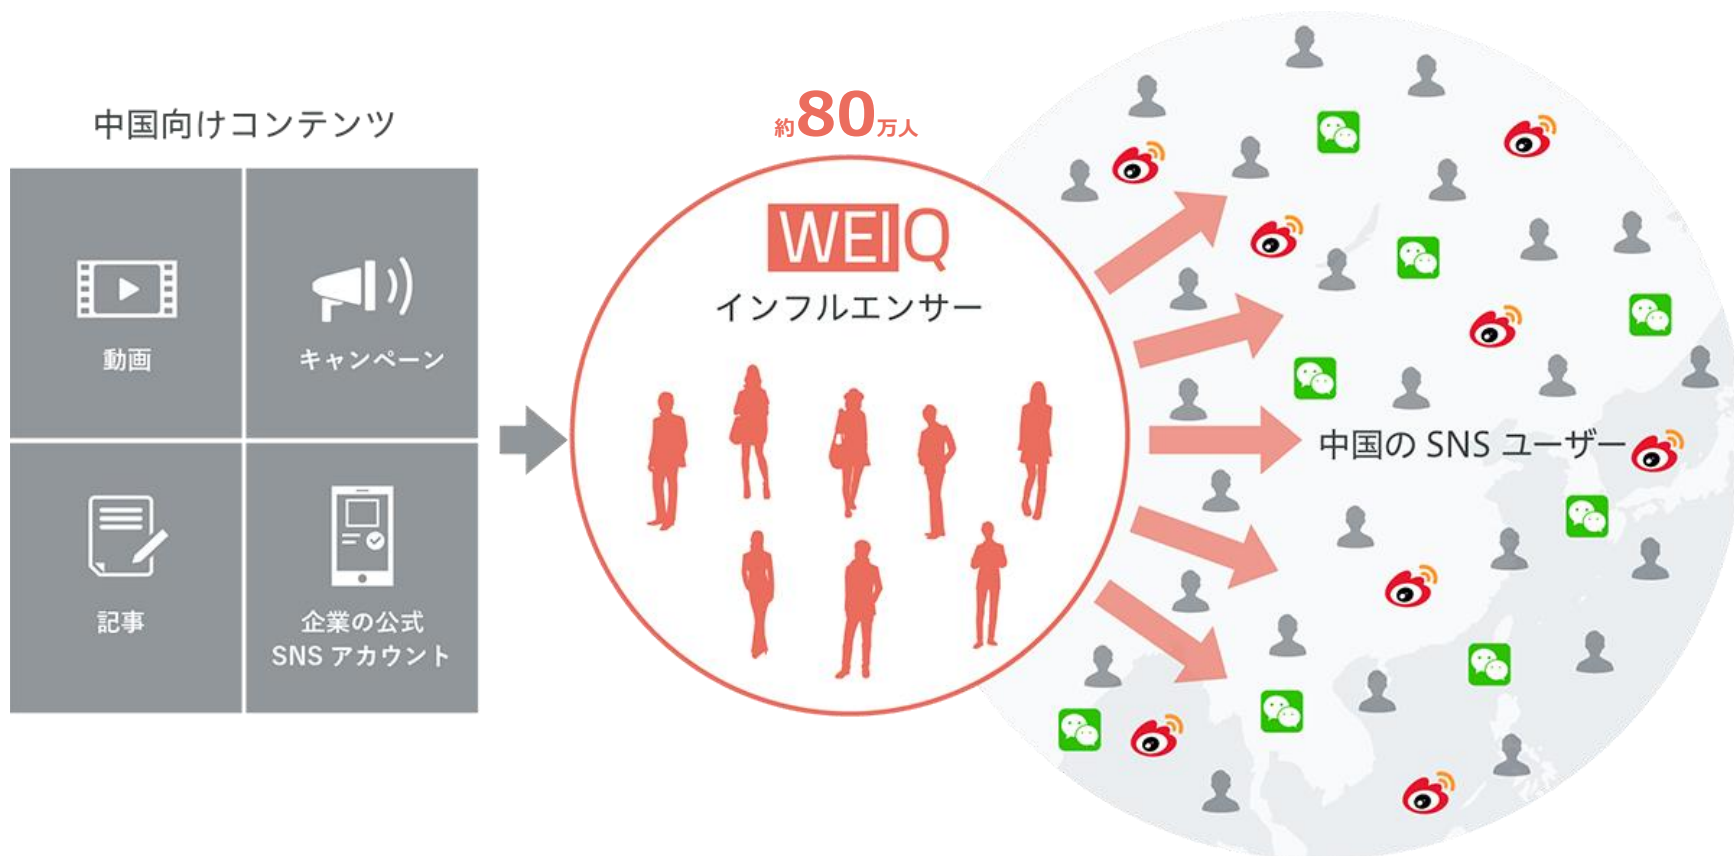 中国向けコンテンツ
動画
キャンペーン
記事
企業の公式
SNS アカウント
約80万人
WEIQ
インフルエンサー
中国の SNS ユーザー